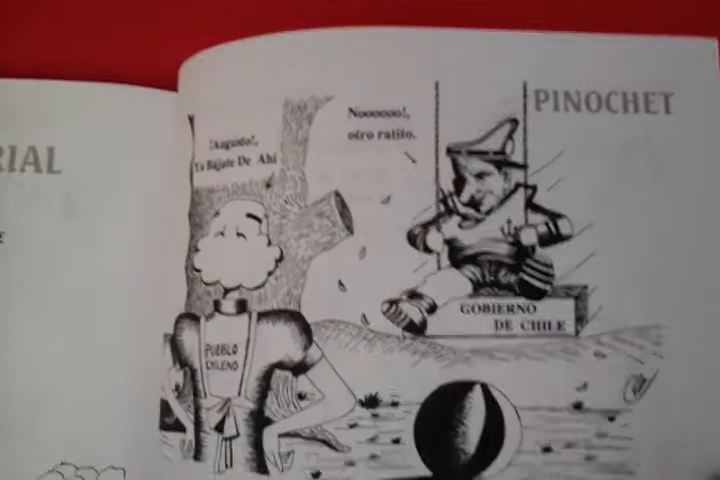 RIAL
PINOCHET
!Augusto!,
Ya Bájate De Ahí
Noooooo!,
otro ratito.
PUEBLO
CHILENO
GOBIERNO
DE CHILE